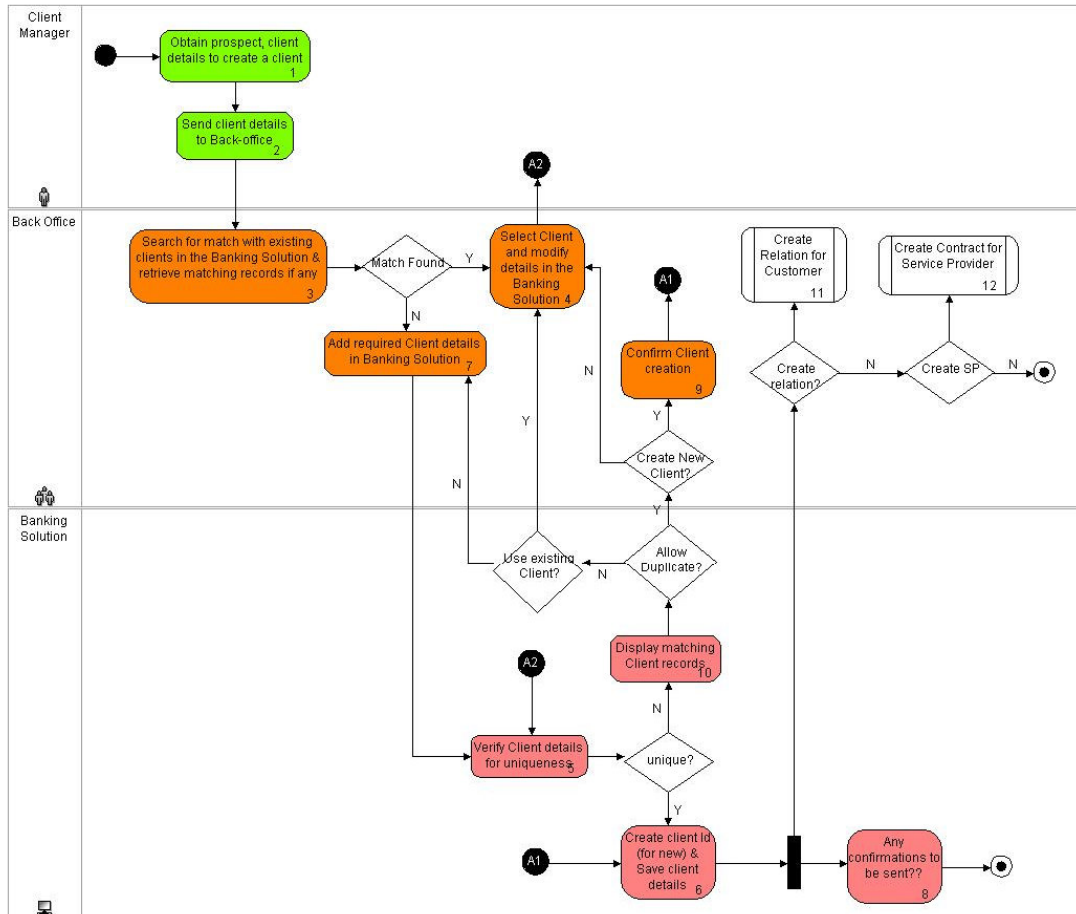 Client
Manager
Obtain prospect, client
details to create a client
1
Send client details
to Back-office
2
A2
Back Office
Search for match with existing
clients in the Banking Solution &
retrieve matching records if any
3
Match Found
Y
N
Select Client
and modify
details in the
Banking
Solution 4
A1
Create
Relation for
Customer
11
Create Contract for
Service Provider
12
Add required Client details
in Banking Solution
7
N
Y
Confirm Client
creation
9
Y
Create
relation?
N
Create SP
N
Create New
Client?
N
Y
Banking
Solution
Use existing
Client?
N
Allow
Duplicate?
Display matching
Client records
10
A2
N
Verify Client details
for uniqueness
5
unique?
Y
A1
Create client Id
(for new) &
Save client
details
6
Any
confirmations to
be sent??
8